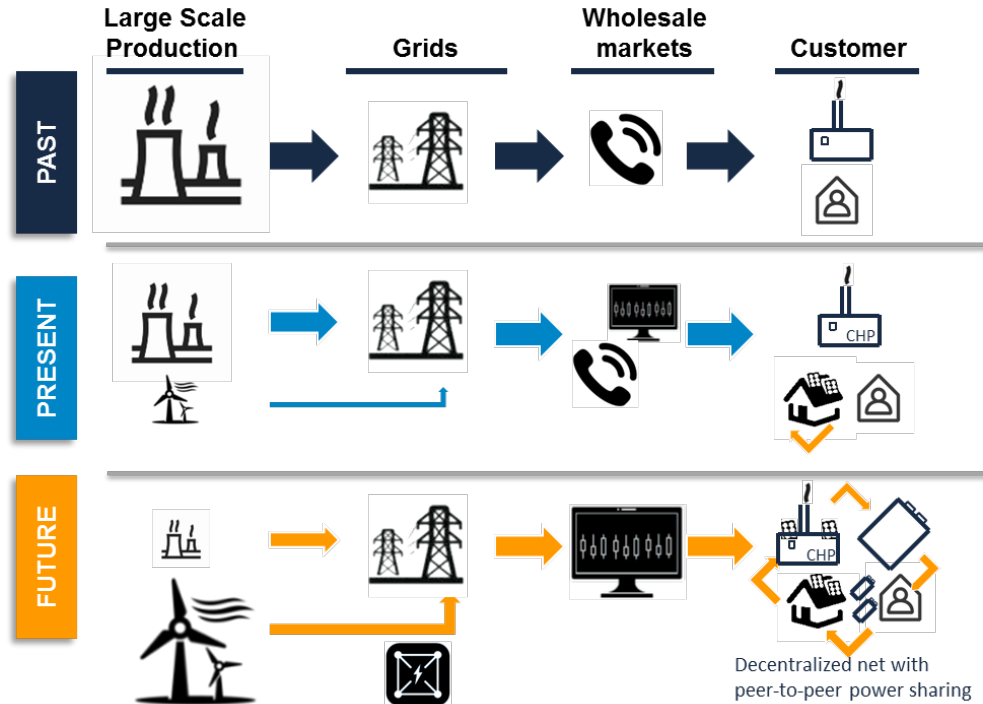 Large Scale
Production
Grids
Wholesale
markets
Customer
PAST
PRESENT
CHP
FUTURE
CHP
Decentralized net with
peer-to-peer power sharing